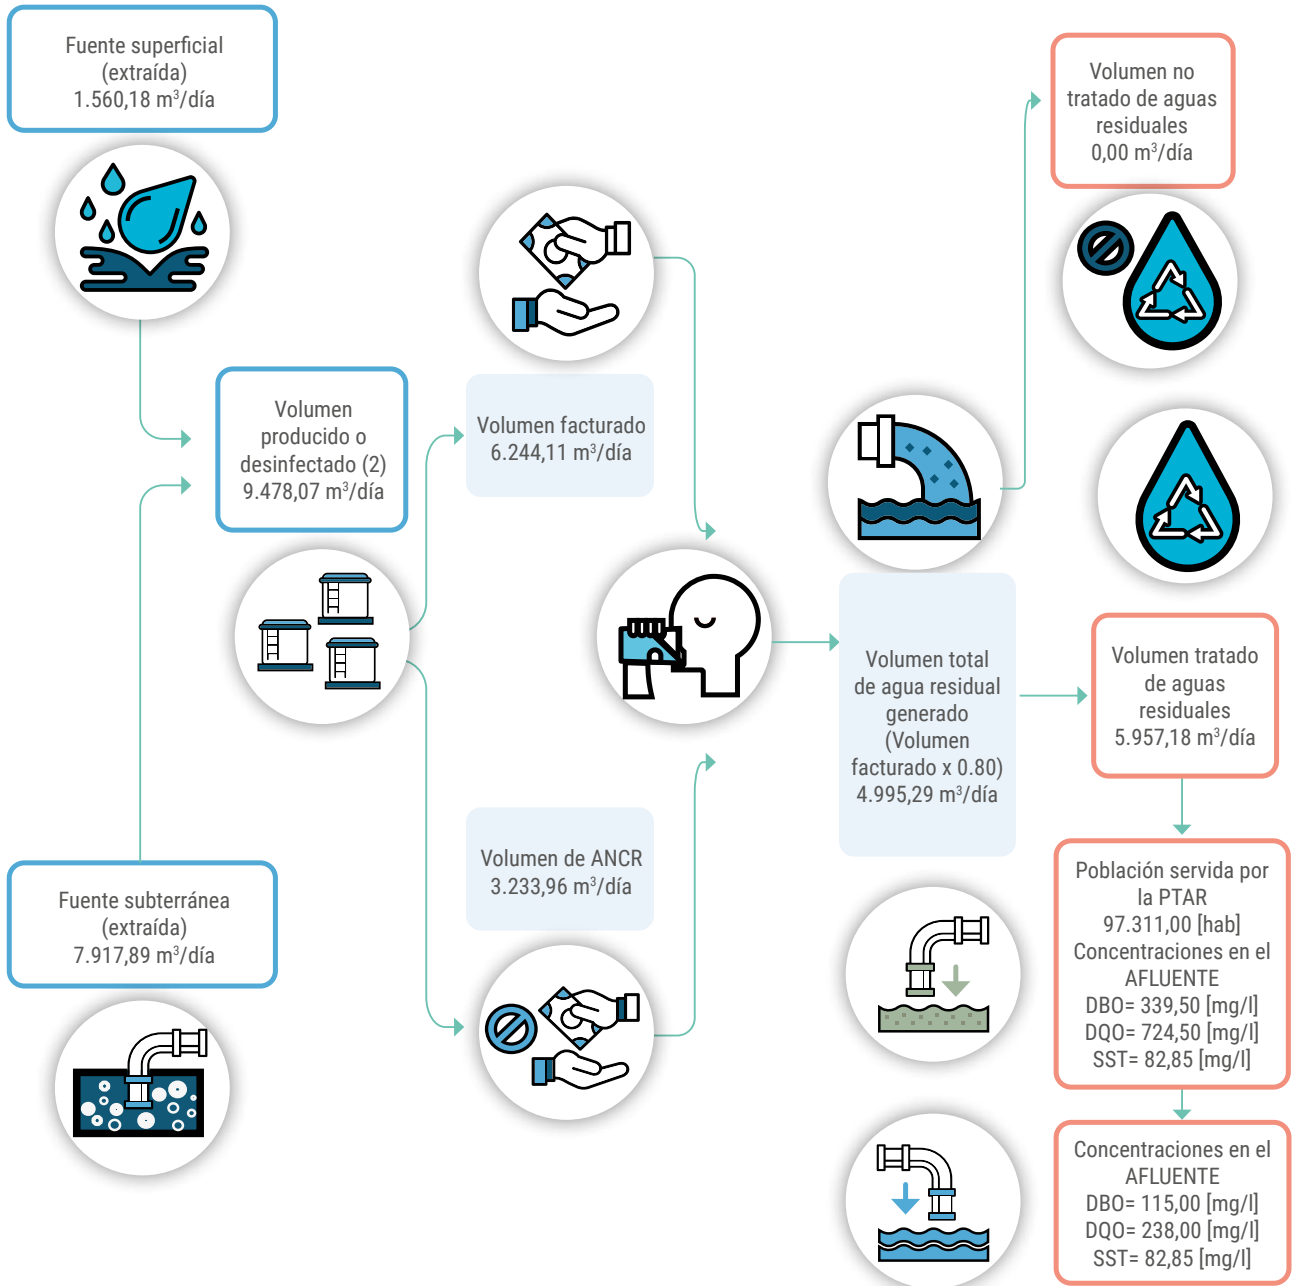 Fuente superficial
(extraída)
1.560,18 m³/día
Volumen
producido o
desinfectado (2)
9.478,07 m³/día
Fuente subterránea
(extraída)
7.917,89 m³/día
Volumen facturado
6.244,11 m³/día
Volumen de ANCR
3.233,96 m³/día
Volumen total
de agua residual
generado
(Volumen
facturado x 0.80)
4.995,29 m³/día
Volumen no
tratado de aguas
residuales
0,00 m³/día
Volumen tratado
de aguas
residuales
5.957,18 m³/día
Población servida por
la PTAR
97.311,00 [hab]
Concentraciones en el
AFLUENTE
DBO= 339,50 [mg/l]
DQO= 724,50 [mg/l]
SST= 82,85 [mg/l]
Concentraciones en el
AFLUENTE
DBO= 115,00 [mg/l]
DQO= 238,00 [mg/l]
SST= 82,85 [mg/l]